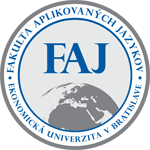 FAKULTA APLIKOVANÝCH JAZYKOV
FAJ
EKONOMICKÁ UNIVERZITA V BRATISLAVE